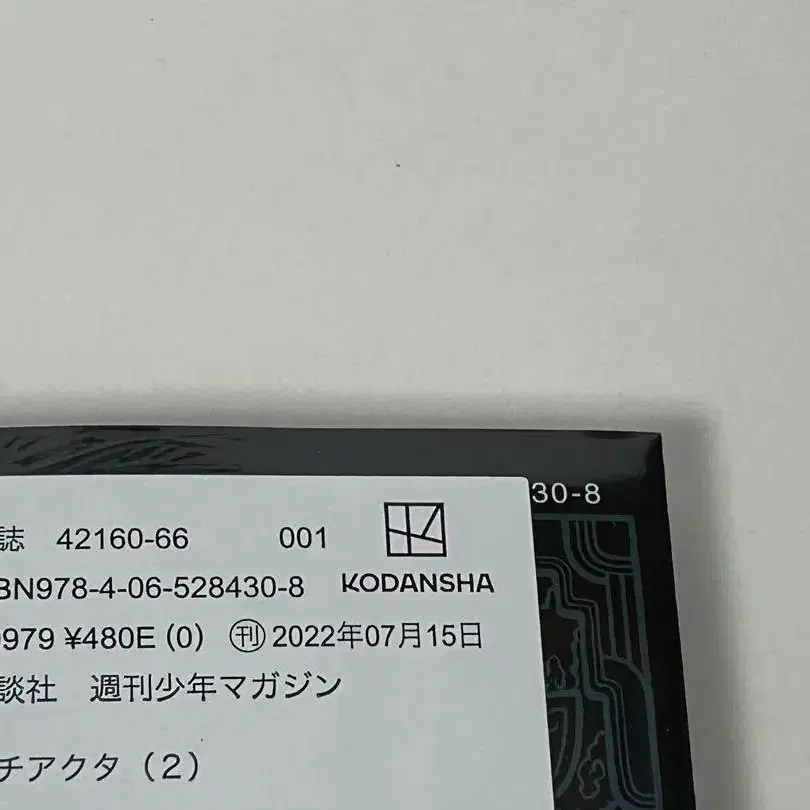 30-8
誌 42160-66 001
BN978-4-06-528430-8 KODANSHA
979 ¥480E (0) ㊗2022年07月15日
談社 週刊少年マガジン
チアクタ（2）